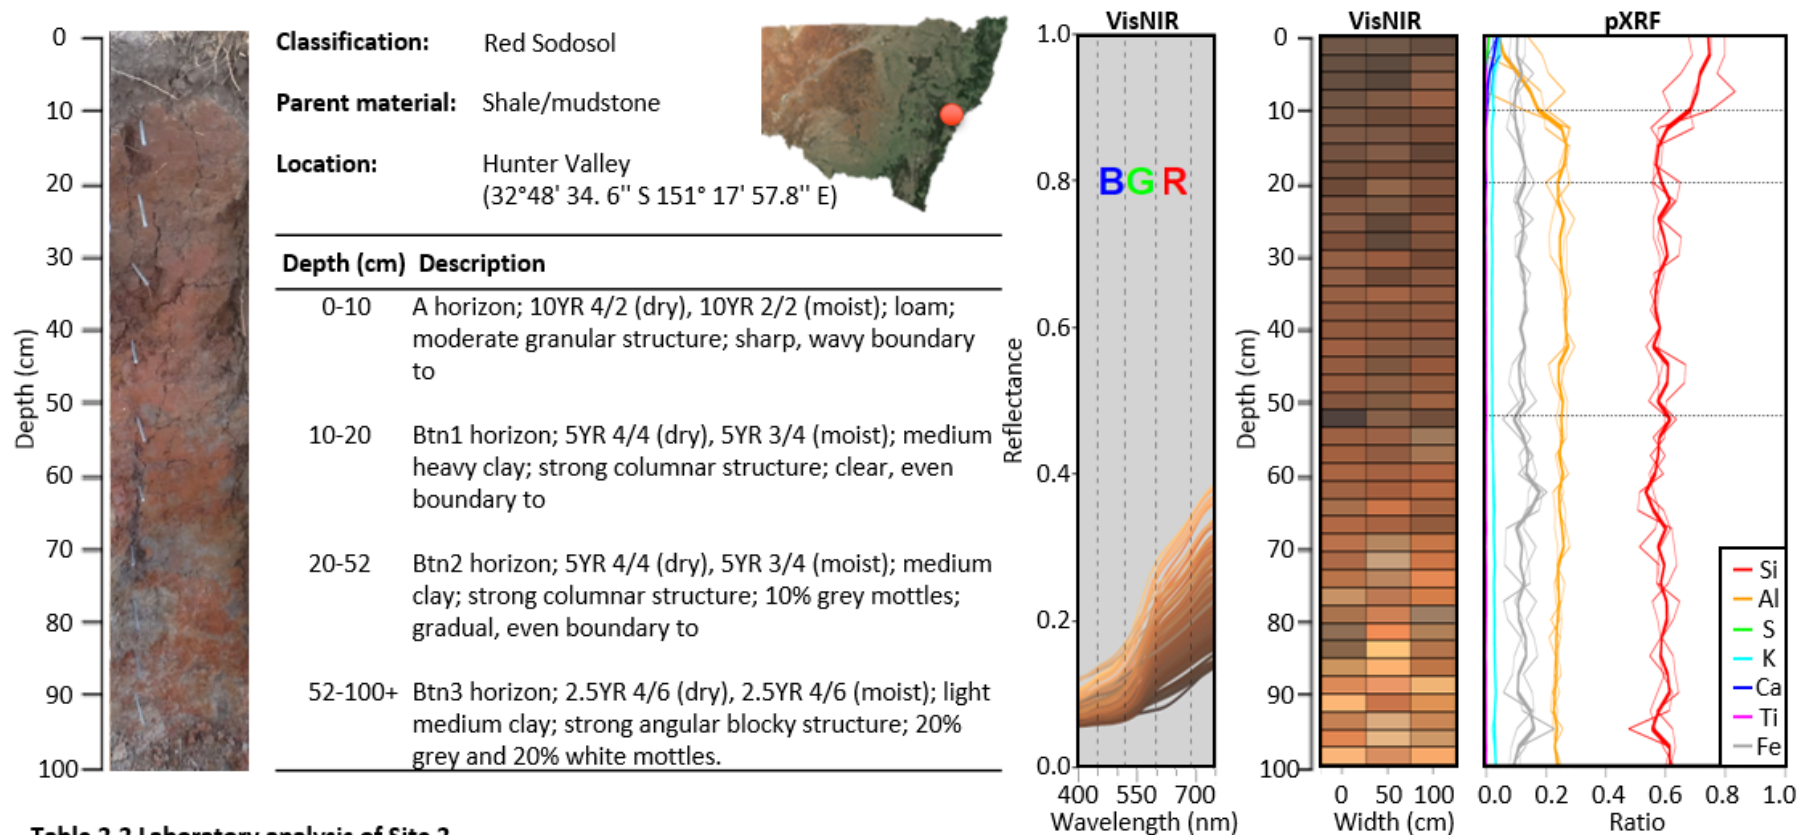 0
10
20
30
40
50
60
70
80
90
100
Depth (cm)
Classification: Red Sodosol
Parent material: Shale/mudstone
Location: Hunter Valley
(32°48' 34. 6" S 151° 17' 57.8" E)
Depth (cm) Description
0-10 A horizon; 10YR 4/2 (dry), 10YR 2/2 (moist); loam;
moderate granular structure; sharp, wavy boundary
to
10-20 Btn1 horizon; 5YR 4/4 (dry), 5YR 3/4 (moist); medium
heavy clay; strong columnar structure; clear, even
boundary to
20-52 Btn2 horizon; 5YR 4/4 (dry), 5YR 3/4 (moist); medium
clay; strong columnar structure; 10% grey mottles;
gradual, even boundary to
52-100+ Btn3 horizon; 2.5YR 4/6 (dry), 2.5YR 4/6 (moist); light
medium clay; strong angular blocky structure; 20%
grey and 20% white mottles.
VisNIR
1.0
0.8
0.6
0.4
0.2
0.0
Reflectance
B G R
400 550 700
Wavelength (nm)
VisNIR
0
10
20
30
40
50
60
70
80
90
100
Depth (cm)
0 50 100
Width (cm)
pXRF
Si
Al
S
K
Ca
Ti
Fe
0.0 0.2 0.4 0.6 0.8 1.0
Ratio
Table 2.2 Laboratory analysis of Site 2